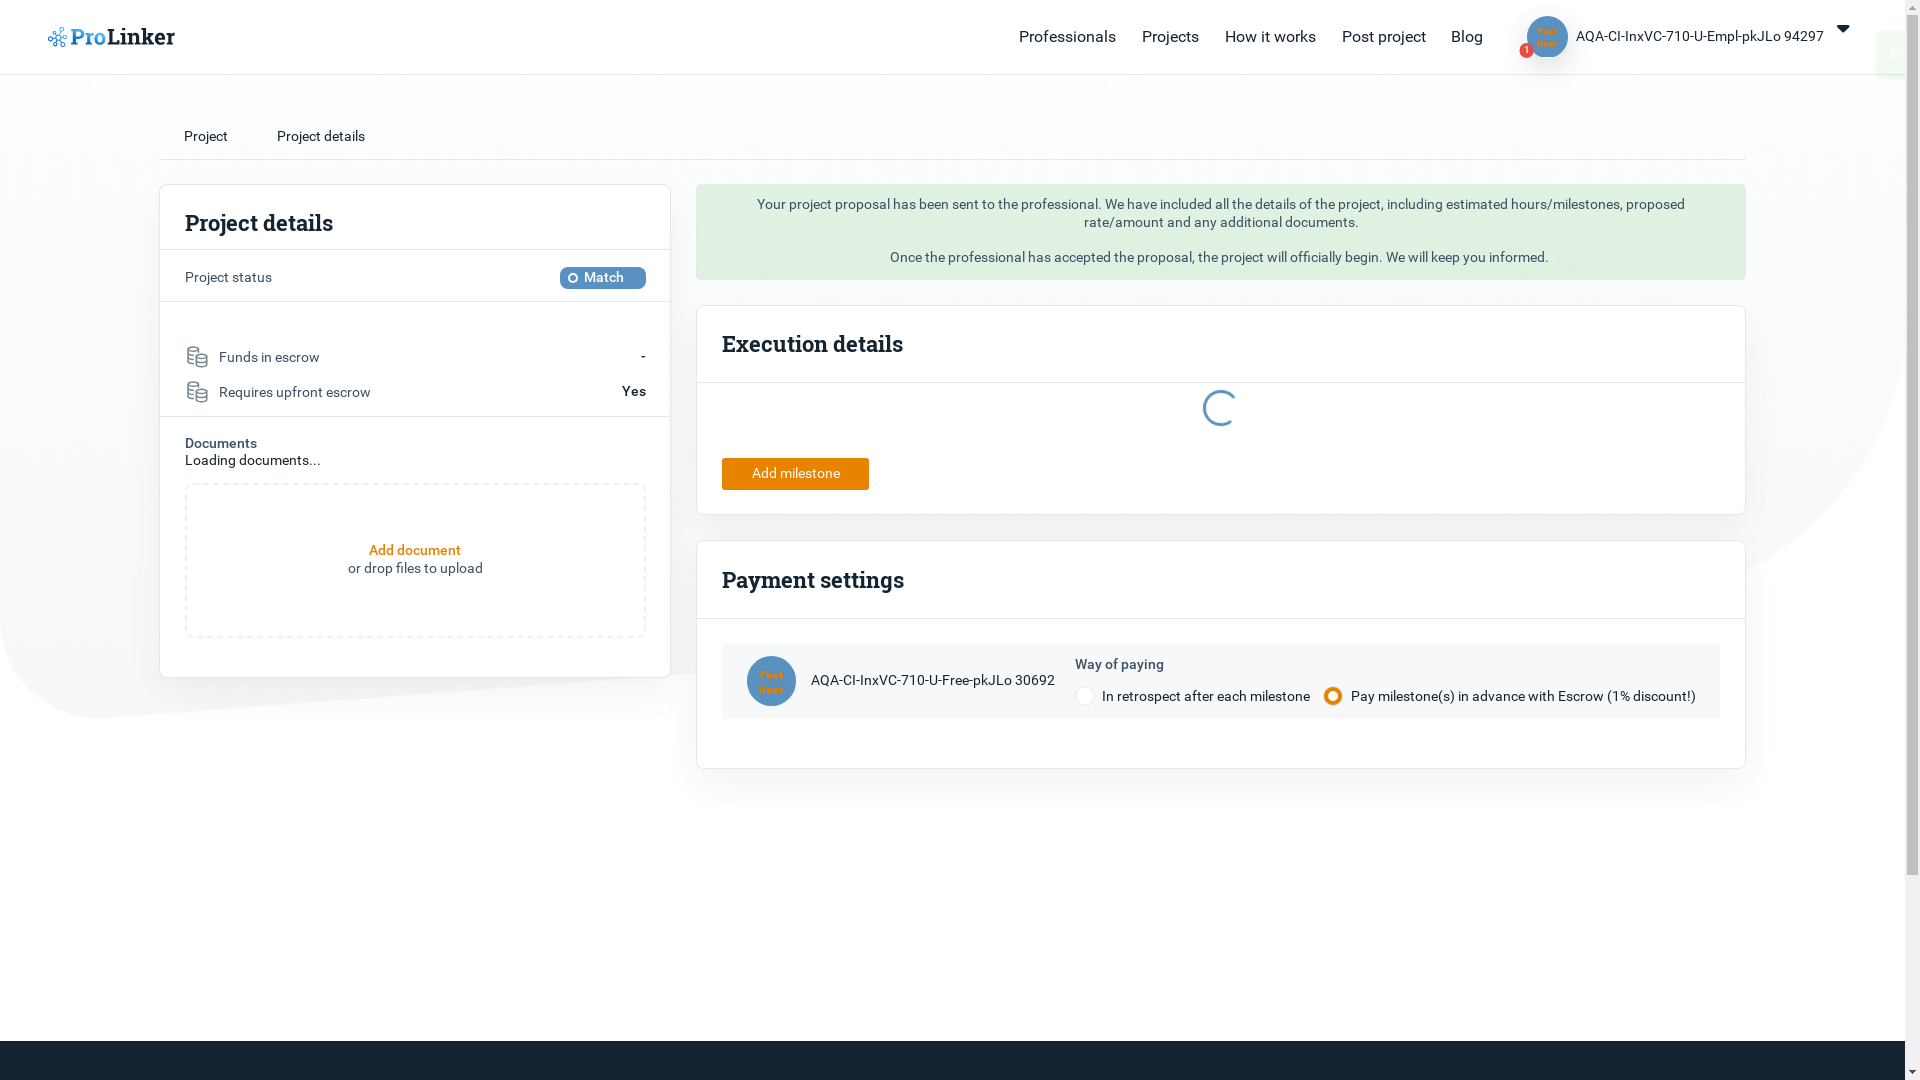 ProLinker
Professionals
Projects
How it works
Post project
Blog
Test
User
1
AQA-CI-InxVC-710-U-Empl-pkJLo 94297
Project
Project details
Project details
Project status
Match
Funds in escrow
-
Requires upfront escrow
Yes
Documents
Loading documents...
Add document
or drop files to upload
Your project proposal has been sent to the professional. We have included all the details of the project, including estimated hours/milestones, proposed
rate/amount and any additional documents.
Once the professional has accepted the proposal, the project will officially begin. We will keep you informed.
Execution details
Add milestone
Payment settings
Test
User
AQA-CI-InxVC-710-U-Free-pkJLo 30692
Way of paying
In retrospect after each milestone
Pay milestone(s) in advance with Escrow (1% discount!)